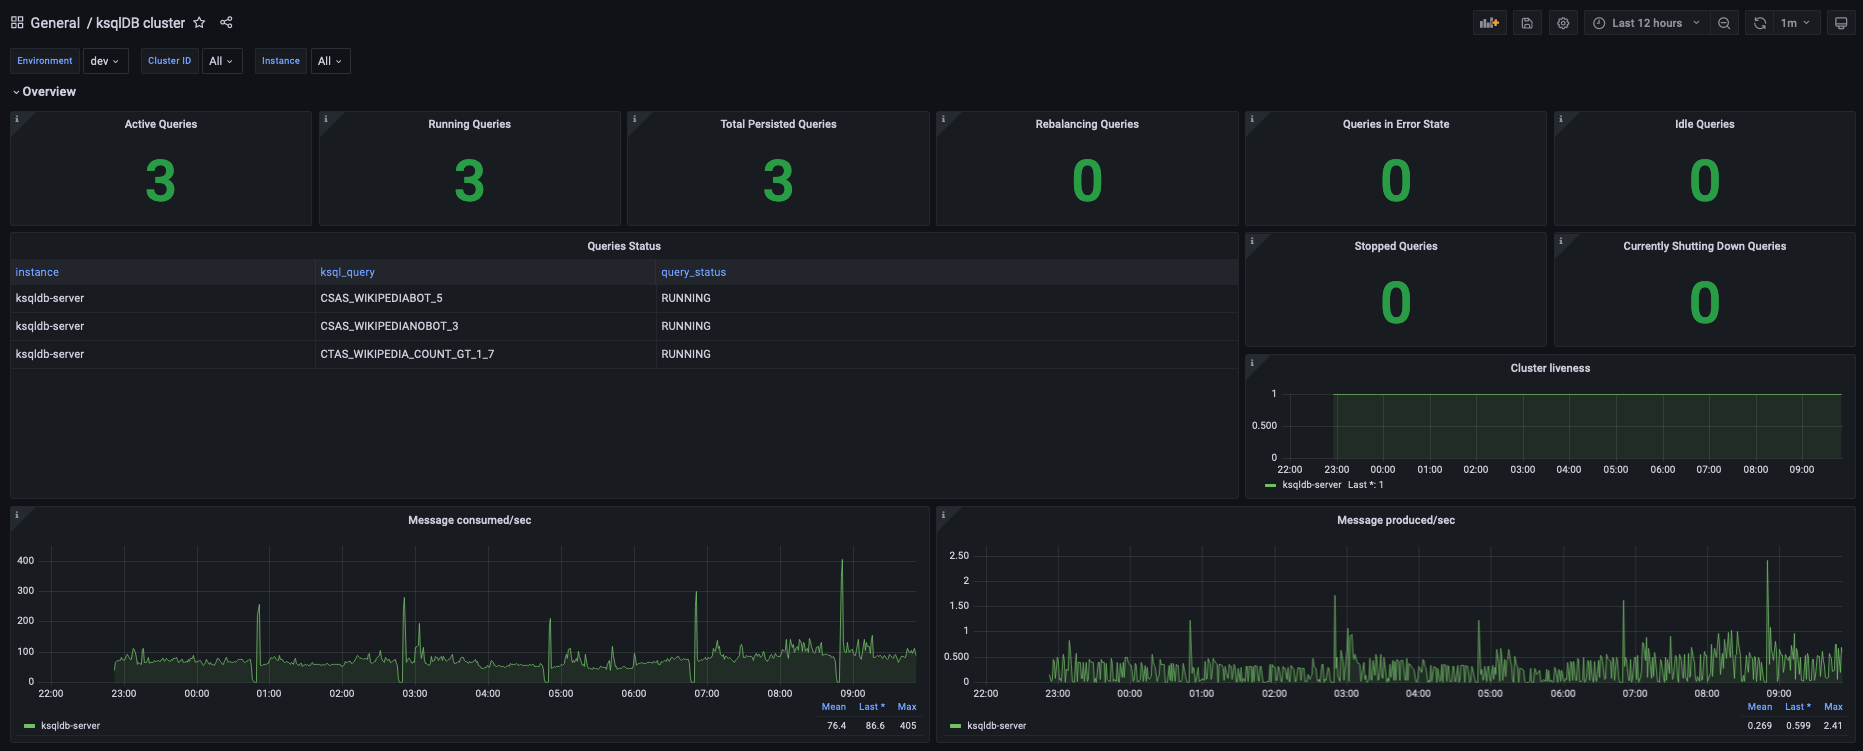 General / ksqlDB cluster
Last 12 hours
1m
Environment dev Cluster ID All Instance All
Overview
Active Queries
3
Running Queries
3
Total Persisted Queries
3
Rebalancing Queries
0
Queries in Error State
0
Idle Queries
0
Queries Status
instance ksql_query query_status
ksqldb-server CSAS_WIKIPEDIABOT_5 RUNNING
ksqldb-server CSAS_WIKIPEDIANOBOT_3 RUNNING
ksqldb-server CTAS_WIKIPEDIA_COUNT_GT_1_7 RUNNING
Stopped Queries
0
Currently Shutting Down Queries
0
Cluster liveness
1
0.500
0
22:00 23:00 00:00 01:00 02:00 03:00 04:00 05:00 06:00 07:00 08:00 09:00
ksqldb-server Last *: 1
Message consumed/sec
400
300
200
100
0
22:00 23:00 00:00 01:00 02:00 03:00 04:00 05:00 06:00 07:00 08:00 09:00
Mean Last * Max
ksqldb-server 76.4 86.6 405
Message produced/sec
2.50
2
1.50
1
0.500
0
22:00 23:00 00:00 01:00 02:00 03:00 04:00 05:00 06:00 07:00 08:00 09:00
Mean Last * Max
ksqldb-server 0.269 0.599 2.41